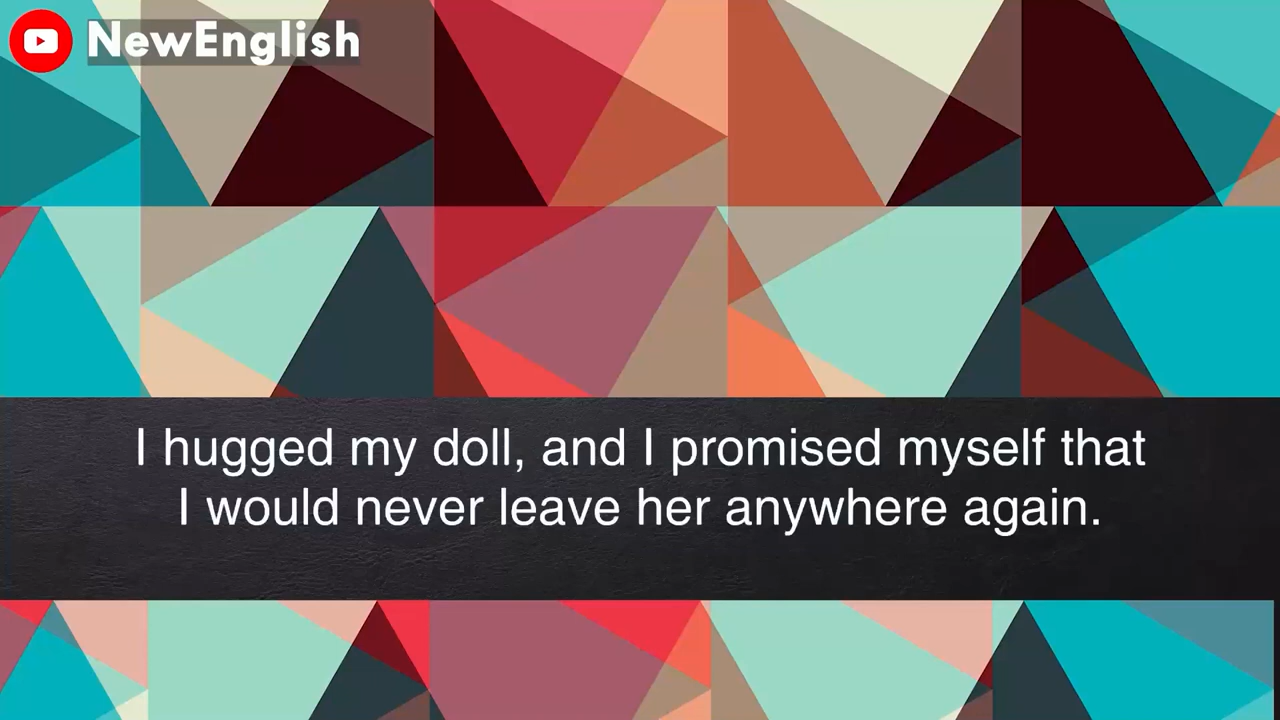 NewEnglish
I hugged my doll, and I promised myself that
I would never leave her anywhere again.